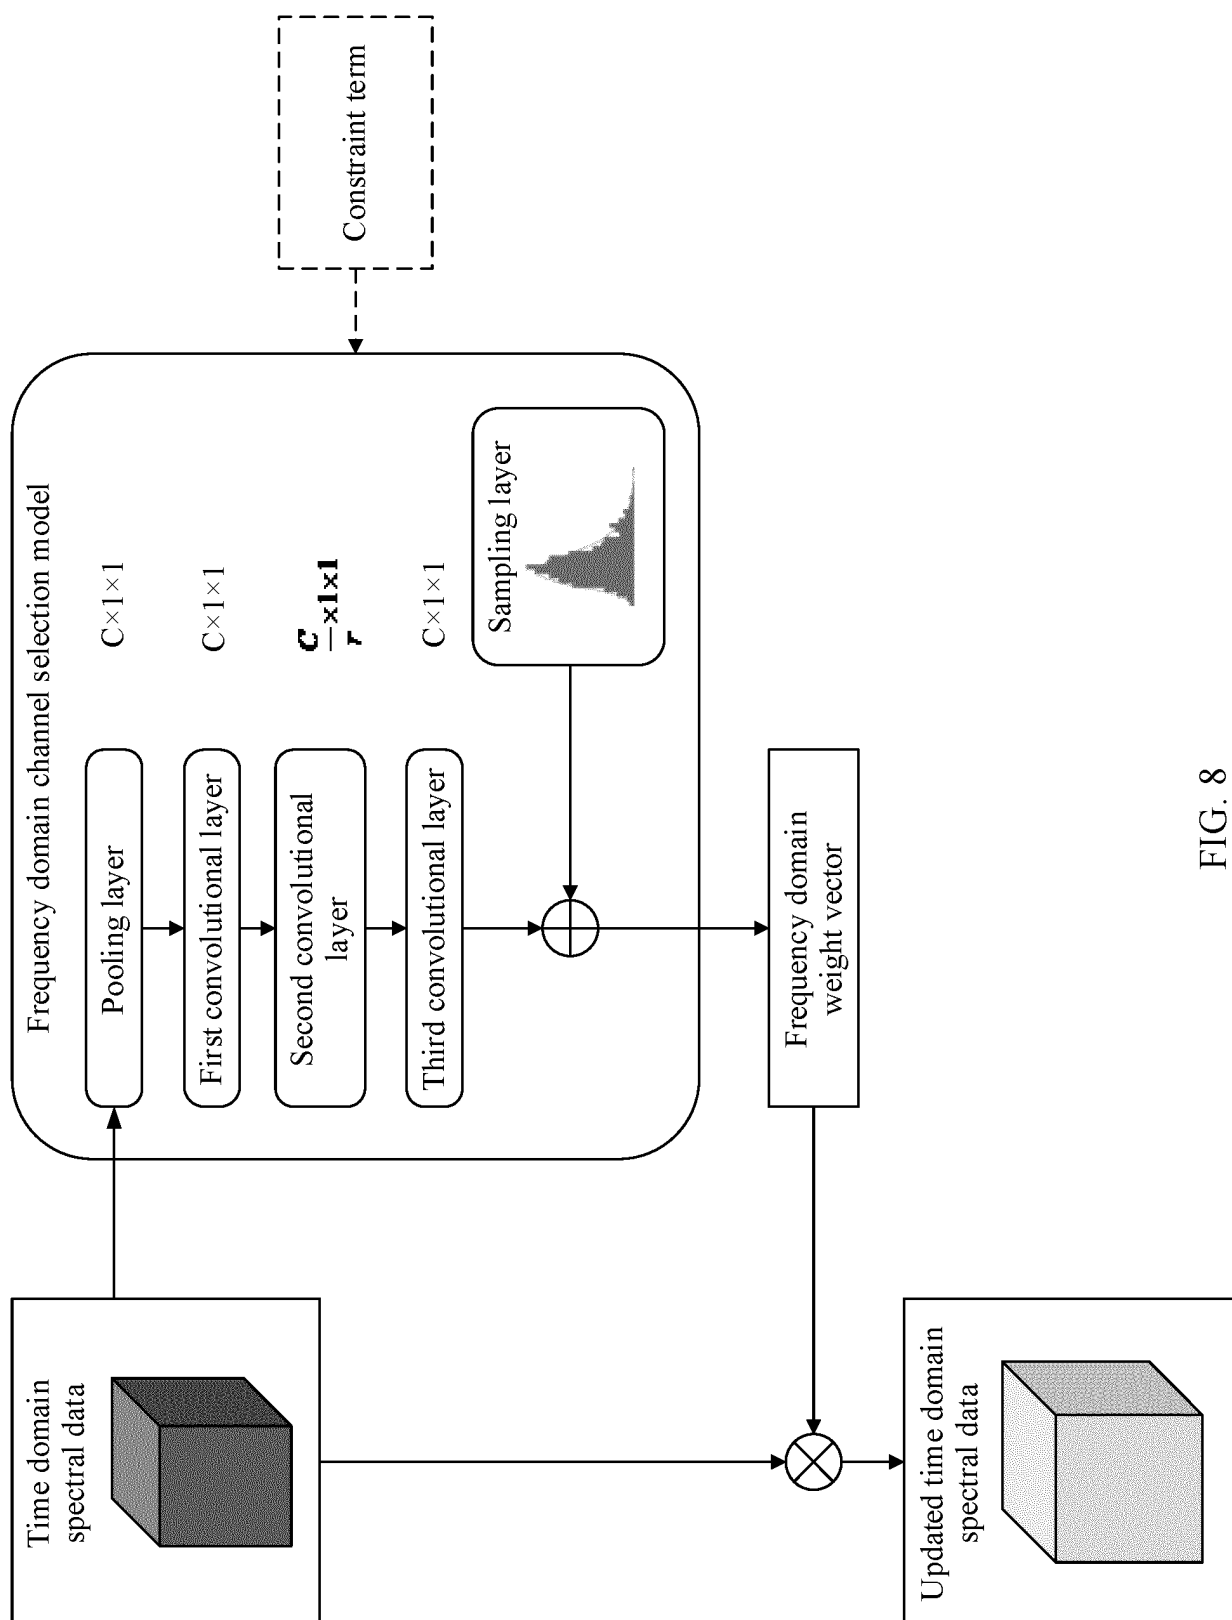 Time domain
spectral data
Frequency domain channel selection model
Pooling layer
C×1×1
First convolutional layer
C×1×1
Second convolutional
layer
C/r ×1×1
Third convolutional layer
C×1×1
Sampling layer
Constraint term
Frequency domain
weight vector
Updated time domain
spectral data
FIG. 8